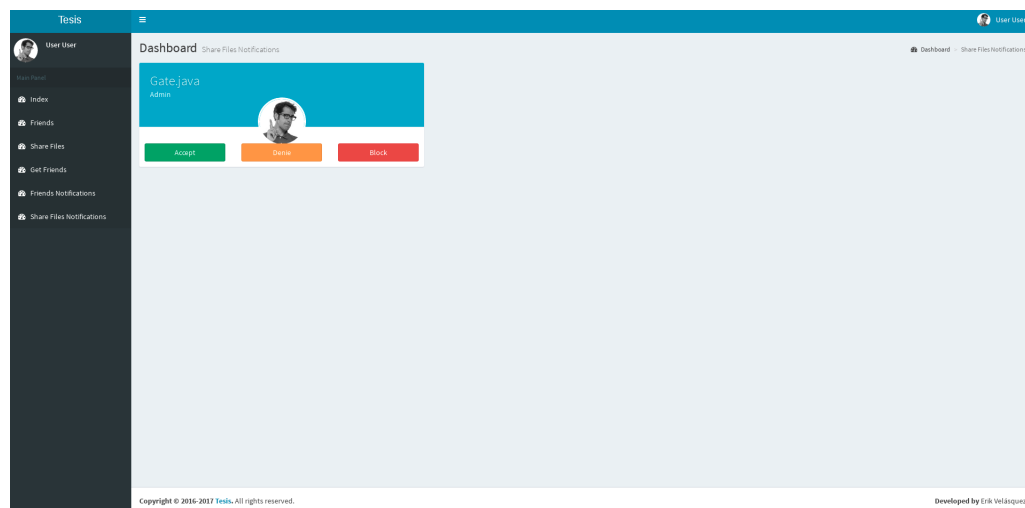 Tesis
User User
User User
Main Panel
Index
Friends
Share Files
Get Friends
Friends Notifications
Share Files Notifications
Dashboard Share Files Notifications
Dashboard > Share Files Notifications
Gate.java
Admin
Accept Denie Block
Copyright © 2016-2017 Tesis. All rights reserved.
Developed by Erik Velásquez